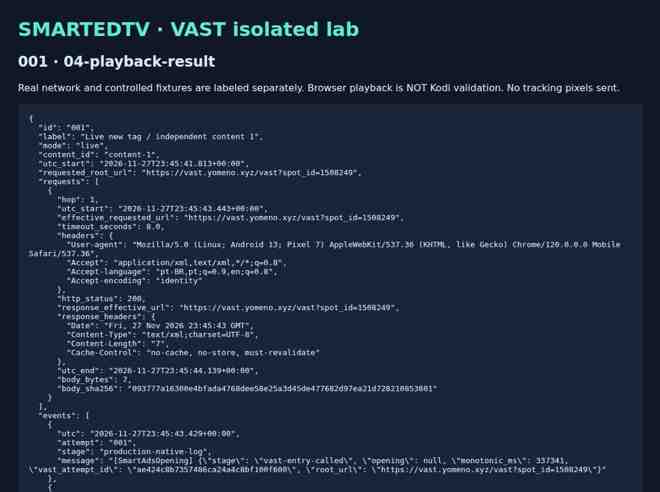 SMARTEDTV · VAST isolated lab
001 · 04-playback-result
Real network and controlled fixtures are labeled separately. Browser playback is NOT Kodi validation. No tracking pixels sent.
{
  "id": "001",
  "label": "Live new tag / independent content 1",
  "mode": "live",
  "content_id": "content-1",
  "utc_start": "2026-11-27T23:45:41.813+00:00",
  "requested_root_url": "https://vast.yomeno.xyz/vast?spot_id=1508249",
  "requests": [
    {
      "hop": 1,
      "utc_start": "2026-11-27T23:45:43.443+00:00",
      "effective_requested_url": "https://vast.yomeno.xyz/vast?spot_id=1508249",
      "timeout_seconds": 8.0,
      "headers": {
        "User-agent": "Mozilla/5.0 (Linux; Android 13; Pixel 7) AppleWebKit/537.36 (KHTML, like Gecko) Chrome/120.0.0.0 Mobile
Safari/537.36",
        "Accept": "application/xml,text/xml,*/*;q=0.8",
        "Accept-language": "pt-BR,pt;q=0.9,en;q=0.8",
        "Accept-encoding": "identity"
      },
      "http_status": 200,
      "response_effective_url": "https://vast.yomeno.xyz/vast?spot_id=1508249",
      "response_headers": {
        "Date": "Fri, 27 Nov 2026 23:45:43 GMT",
        "Content-Type": "text/xml;charset=UTF-8",
        "Content-Length": "7",
        "Cache-Control": "no-cache, no-store, must-revalidate"
      },
      "utc_end": "2026-11-27T23:45:44.139+00:00",
      "body_bytes": 7,
      "body_sha256": "093777a16300e4bfada4768dee58e25a3d45de477682d97ea21d728210853601"
    }
  ],
  "events": [
    {
      "utc": "2026-11-27T23:45:43.429+00:00",
      "attempt": "001",
      "stage": "production-native-log",
      "message": "[SmartAdsOpening] {\"stage\": \"vast-entry-called\", \"opening\": null, \"monotonic_ms\": 337341,
\"vast_attempt_id\": \"ae424c8b7357486ca24a4c8bf100f600\", \"root_url\": \"https://vast.yomeno.xyz/vast?spot_id=1508249\"}"
    },
    {